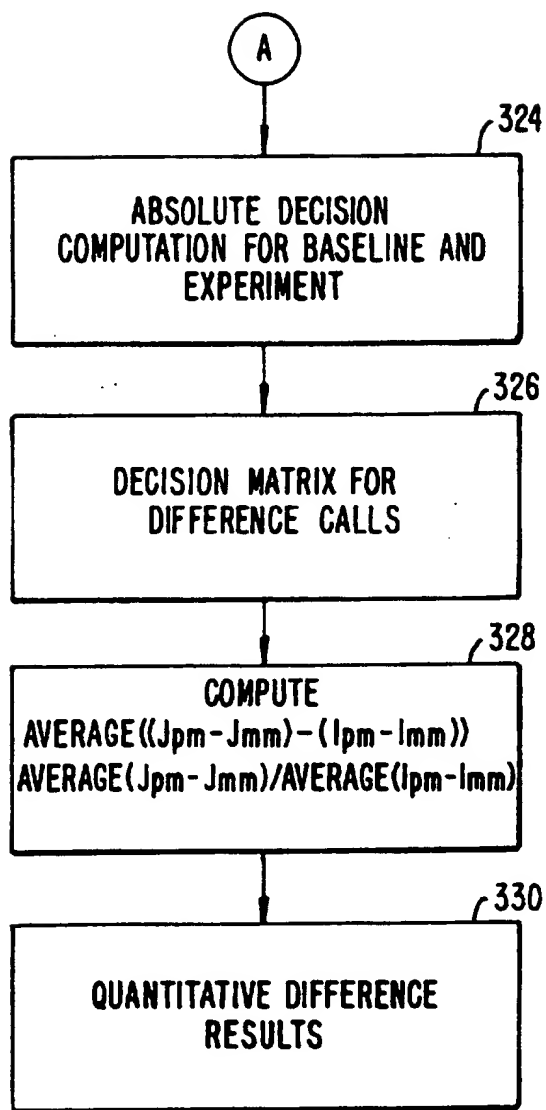 A
324
ABSOLUTE DECISION
COMPUTATION FOR BASELINE AND
EXPERIMENT
326
DECISION MATRIX FOR
DIFFERENCE CALLS
328
COMPUTE
AVERAGE((Jpm-Jmm)-(Ipm-Imm))
AVERAGE(Jpm-Jmm)/AVERAGE(Ipm-Imm)
330
QUANTITATIVE DIFFERENCE
RESULTS